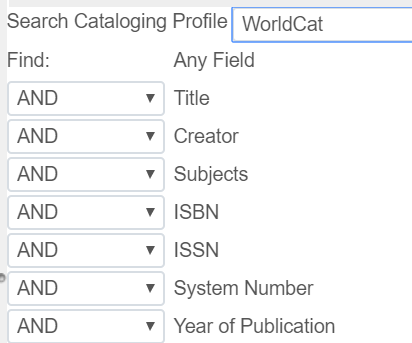 Search Cataloging Profile WorldCat
Find: Any Field
AND Title
AND Creator
AND Subjects
AND ISBN
AND ISSN
AND System Number
AND Year of Publication